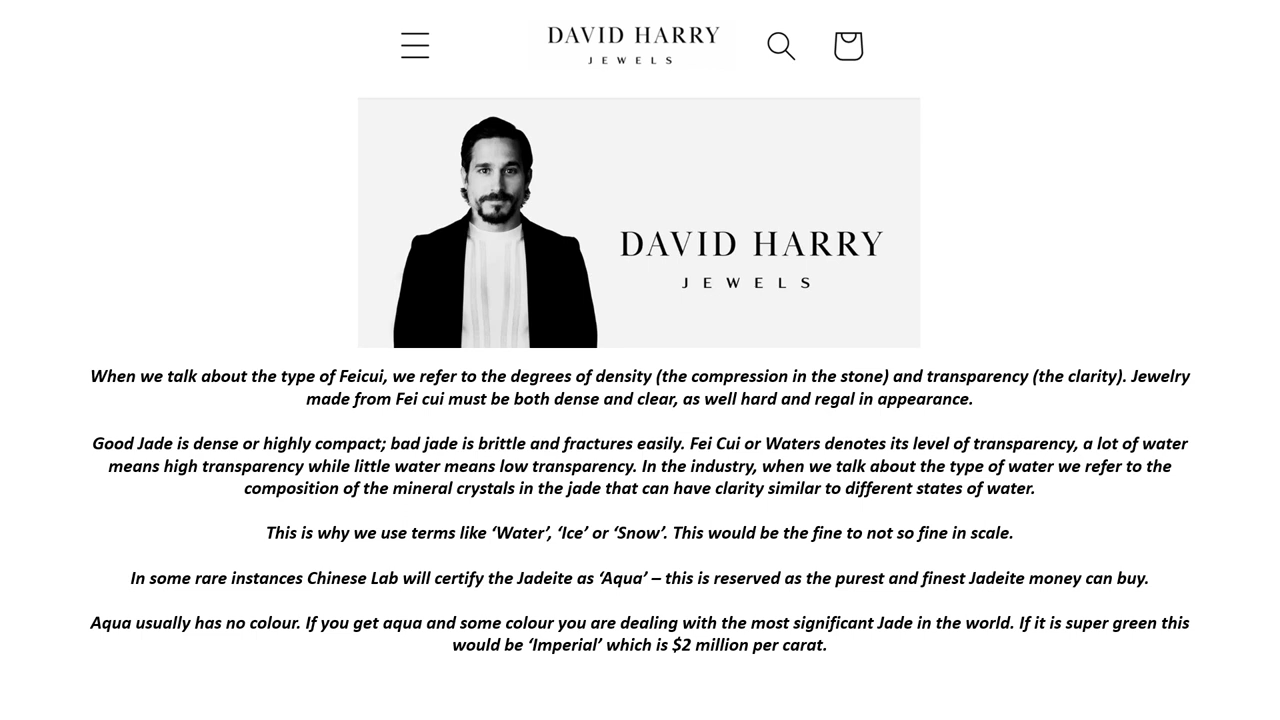 DAVID HARRY
JEWELS
DAVID HARRY
JEWELS
When we talk about the type of Feicui, we refer to the degrees of density (the compression in the stone) and transparency (the clarity). Jewelry
made from Fei cui must be both dense and clear, as well hard and regal in appearance.
Good Jade is dense or highly compact; bad jade is brittle and fractures easily. Fei Cui or Waters denotes its level of transparency, a lot of water
means high transparency while little water means low transparency. In the industry, when we talk about the type of water we refer to the
composition of the mineral crystals in the jade that can have clarity similar to different states of water.
This is why we use terms like ‘Water’, ‘Ice’ or ‘Snow’. This would be the fine to not so fine in scale.
In some rare instances Chinese Lab will certify the Jadeite as ‘Aqua’ – this is reserved as the purest and finest Jadeite money can buy.
Aqua usually has no colour. If you get aqua and some colour you are dealing with the most significant Jade in the world. If it is super green this
would be ‘Imperial’ which is $2 million per carat.